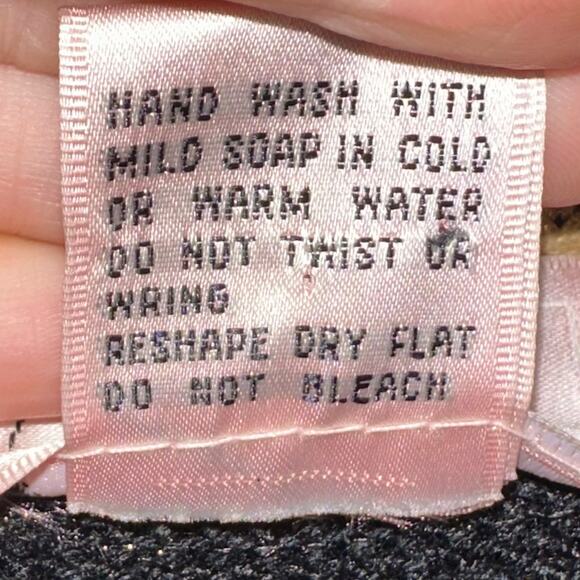 HAND WASH WITH
MILD SOAP IN COLD
OR WARM WATER
DO NOT TWIST OR
WRING
RESHAPE DRY FLAT
DO NOT BLEACH